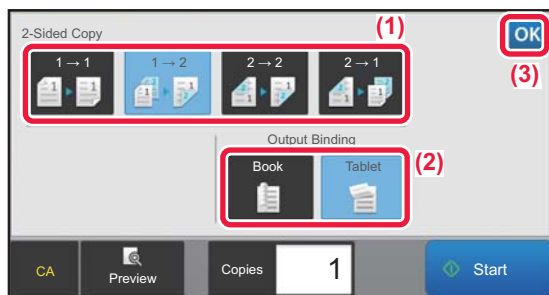 2-Sided Copy
(1)
OK
1 → 1
1 → 2
2 → 2
2 → 1
(3)
Output Binding
Book
Tablet
(2)
CA
Preview
Copies
1
Start